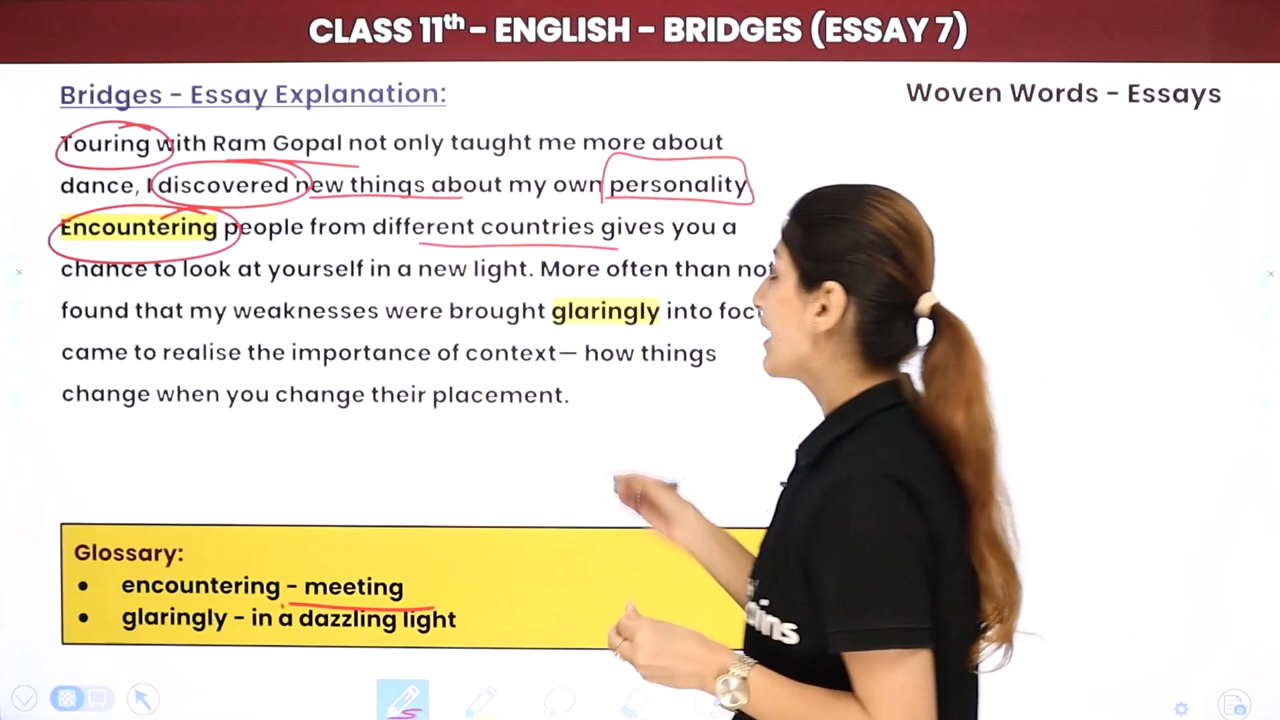 CLASS 11th - ENGLISH - BRIDGES (ESSAY 7)
Bridges - Essay Explanation:
Woven Words - Essays
Touring with Ram Gopal not only taught me more about
dance, I discovered new things about my own personality
Encountering people from different countries gives you a
chance to look at yourself in a new light. More often than
found that my weaknesses were brought glaringly into
came to realise the importance of context— how things
change when you change their placement.
Glossary:
• encountering - meeting
• glaringly - in a dazzling light